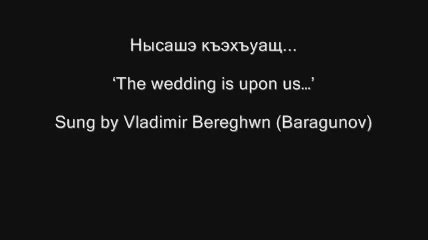 Нысашэ къэхъуащ...
‘The wedding is upon us…’
Sung by Vladimir Bereghwn (Baragunov)